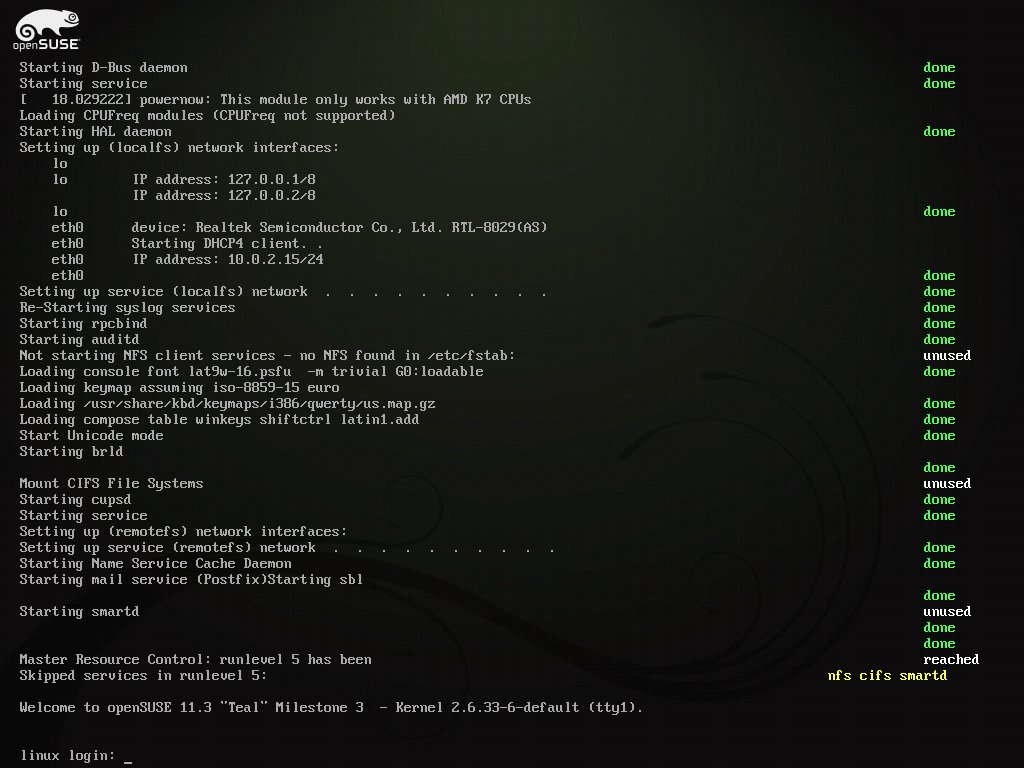 openSUSE
Starting D-Bus daemon done
Starting service done
[   18.029222] powernow: This module only works with AMD K7 CPUs
Loading CPUFreq modules (CPUFreq not supported)
Starting HAL daemon done
Setting up (localfs) network interfaces:
lo
lo IP address: 127.0.0.1/8
IP address: 127.0.0.2/8
lo done
eth0 device: Realtek Semiconductor Co., Ltd. RTL-8029(AS)
eth0 Starting DHCP4 client. .
eth0 IP address: 10.0.2.15/24
eth0 done
Setting up service (localfs) network . . . . . . . . . . done
Re-Starting syslog services done
Starting rpcbind done
Starting auditd done
Not starting NFS client services - no NFS found in /etc/fstab: unused
Loading console font lat9w-16.psfu  -m trivial G0:loadable done
Loading keymap assuming iso-8859-15 euro
Loading /usr/share/kbd/keymaps/i386/qwerty/us.map.gz done
Loading compose table winkeys shiftctrl latin1.add done
Start Unicode mode done
Starting brld
done
Mount CIFS File Systems unused
Starting cupsd done
Starting service done
Setting up (remotefs) network interfaces:
Setting up service (remotefs) network . . . . . . . . . . done
Starting Name Service Cache Daemon done
Starting mail service (Postfix)Starting sbl
done
Starting smartd unused
done
done
Master Resource Control: runlevel 5 has been reached
Skipped services in runlevel 5: nfs cifs smartd
Welcome to openSUSE 11.3 "Teal" Milestone 3  - Kernel 2.6.33-6-default (tty1).
linux login: _